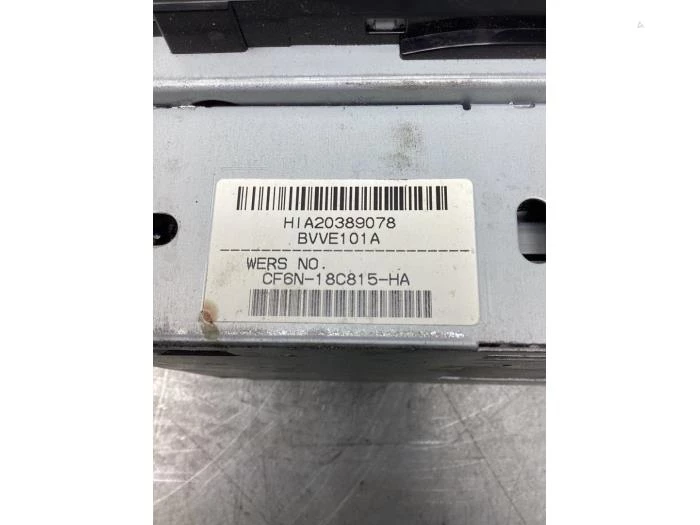 HIA20389078
BVVE101A
WERS NO.
CF6N-18C815-HA